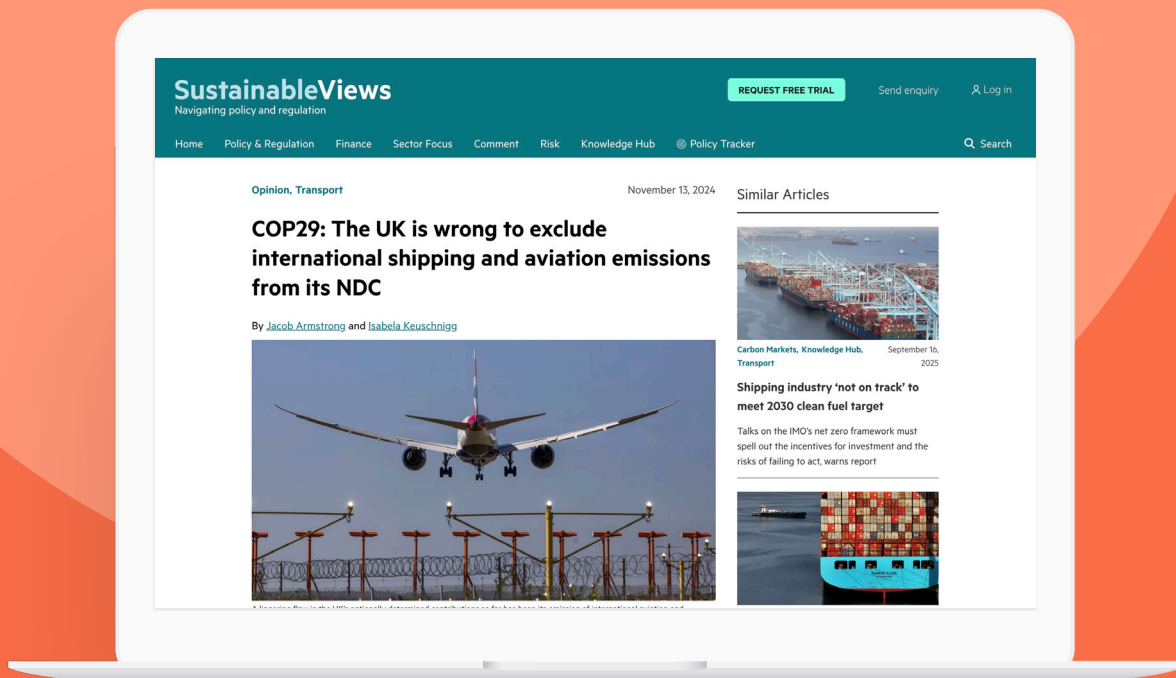 SustainableViews
Navigating policy and regulation
REQUEST FREE TRIAL
Send enquiry
Log in
Home
Policy & Regulation
Finance
Sector Focus
Comment
Risk
Knowledge Hub
Policy Tracker
Search
Opinion, Transport
November 13, 2024
COP29: The UK is wrong to exclude
international shipping and aviation emissions
from its NDC
By Jacob Armstrong and Isabela Keuschnigg
Similar Articles
Carbon Markets, Knowledge Hub,
Transport
September 16,
2025
Shipping industry ‘not on track’ to
meet 2030 clean fuel target
Talks on the IMO’s net zero framework must
spell out the incentives for investment and the
risks of failing to act, warns report